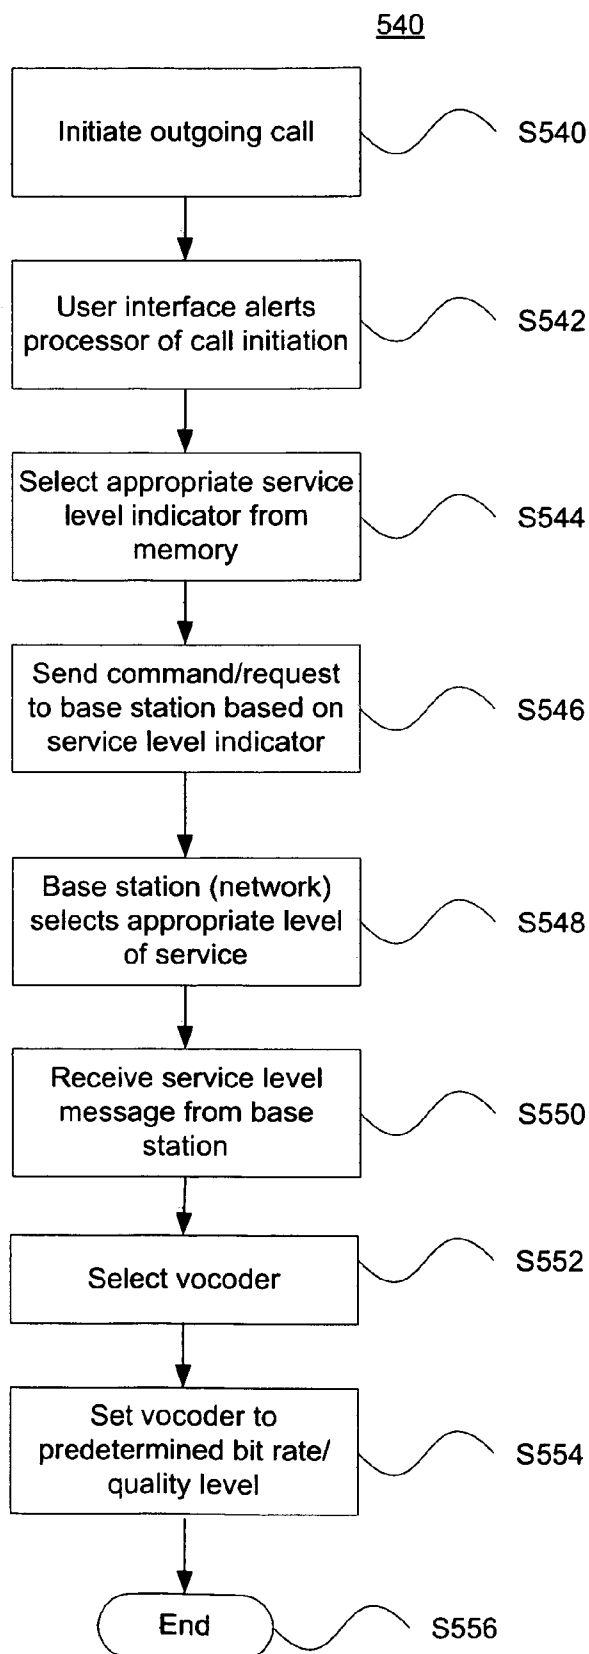 540
Initiate outgoing call
S540
User interface alerts
processor of call initiation
S542
Select appropriate service
level indicator from
memory
S544
Send command/request
to base station based on
service level indicator
S546
Base station (network)
selects appropriate level
of service
S548
Receive service level
message from base
station
S550
Select vocoder
S552
Set vocoder to
predetermined bit rate/
quality level
S554
End
S556